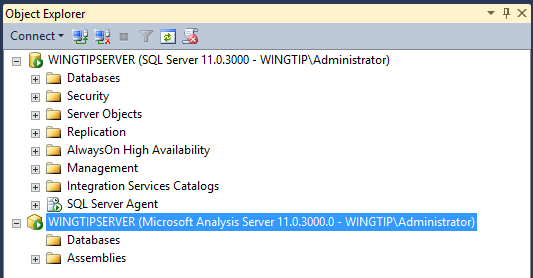 Object Explorer
Connect
WINGTIPSERVER (SQL Server 11.0.3000 - WINGTIP\Administrator)
Databases
Security
Server Objects
Replication
AlwaysOn High Availability
Management
Integration Services Catalogs
SQL Server Agent
WINGTIPSERVER (Microsoft Analysis Server 11.0.3000.0 - WINGTIP\Administrator)
Databases
Assemblies